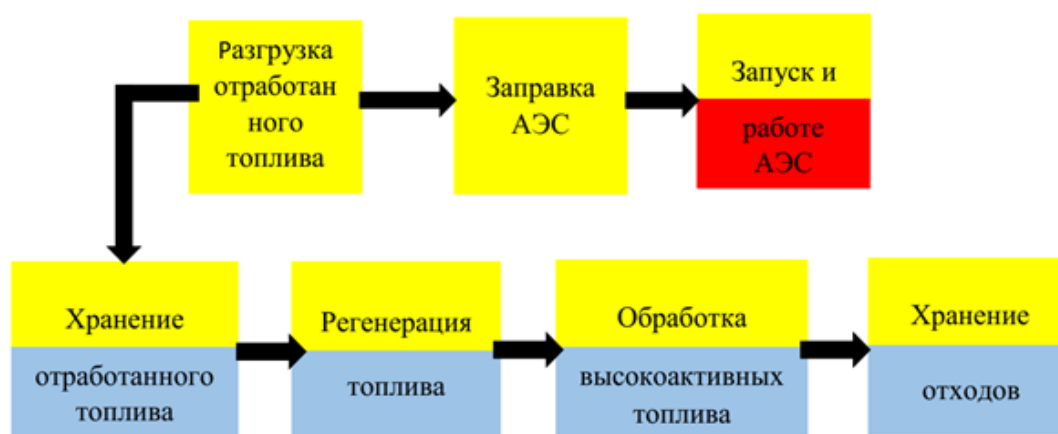 Разгрузка
отработан
ного
топлива
Заправка
АЭС
Запуск и
работе
АЭС
Хранение
отработанного
топлива
Регенерация
топлива
Обработка
высокоактивных
топлива
Хранение
отходов